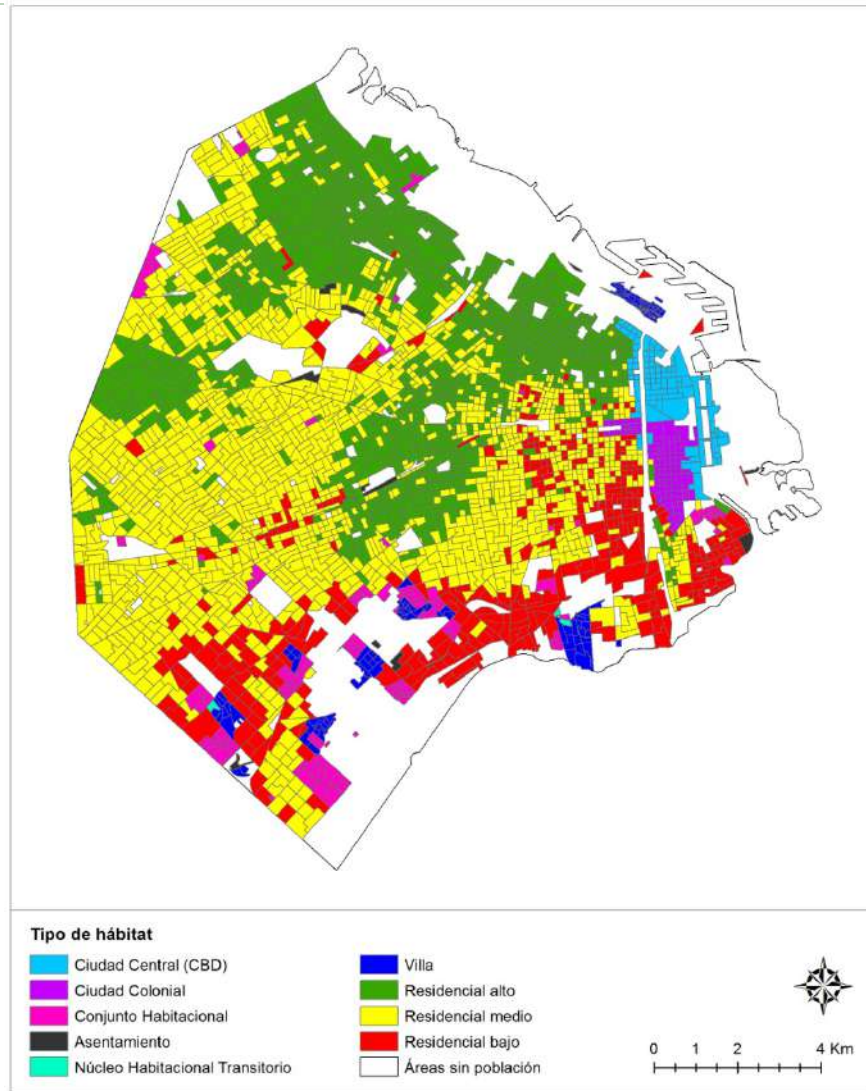 Tipo de hábitat
Ciudad Central (CBD)
Ciudad Colonial
Conjunto Habitacional
Asentamiento
Núcleo Habitacional Transitorio
Villa
Residencial alto
Residencial medio
Residencial bajo
Áreas sin población
0 1 2 4 Km